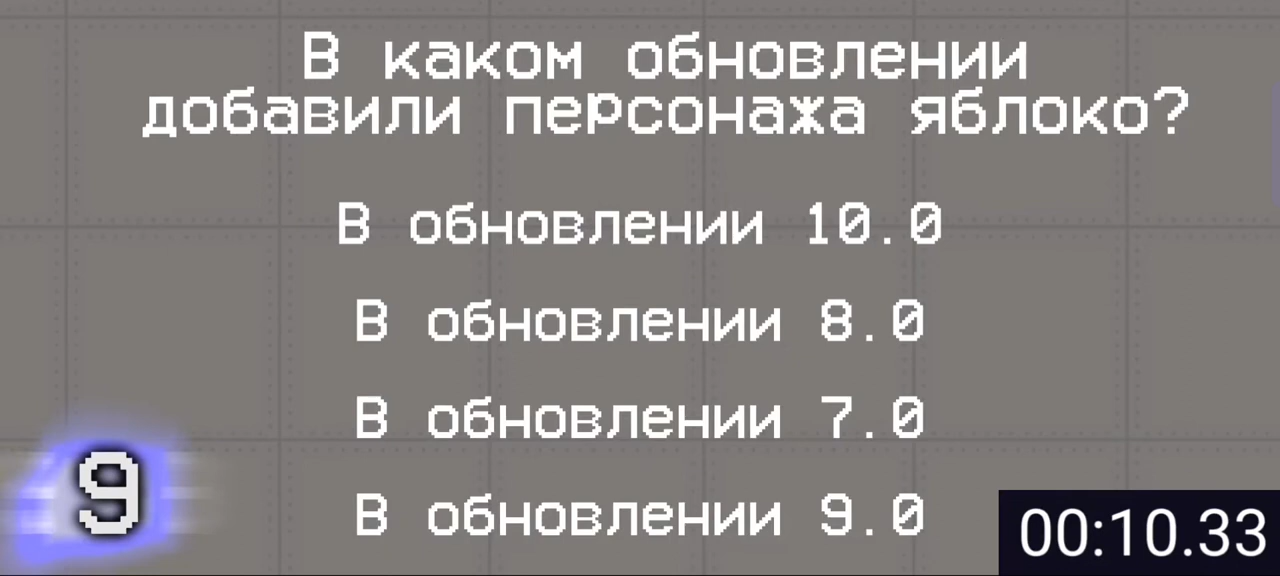 В каком обновлении
добавили персонажа яблоко?
В обновлении 10.0
В обновлении 8.0
В обновлении 7.0
В обновлении 9.0
9
00:10.33